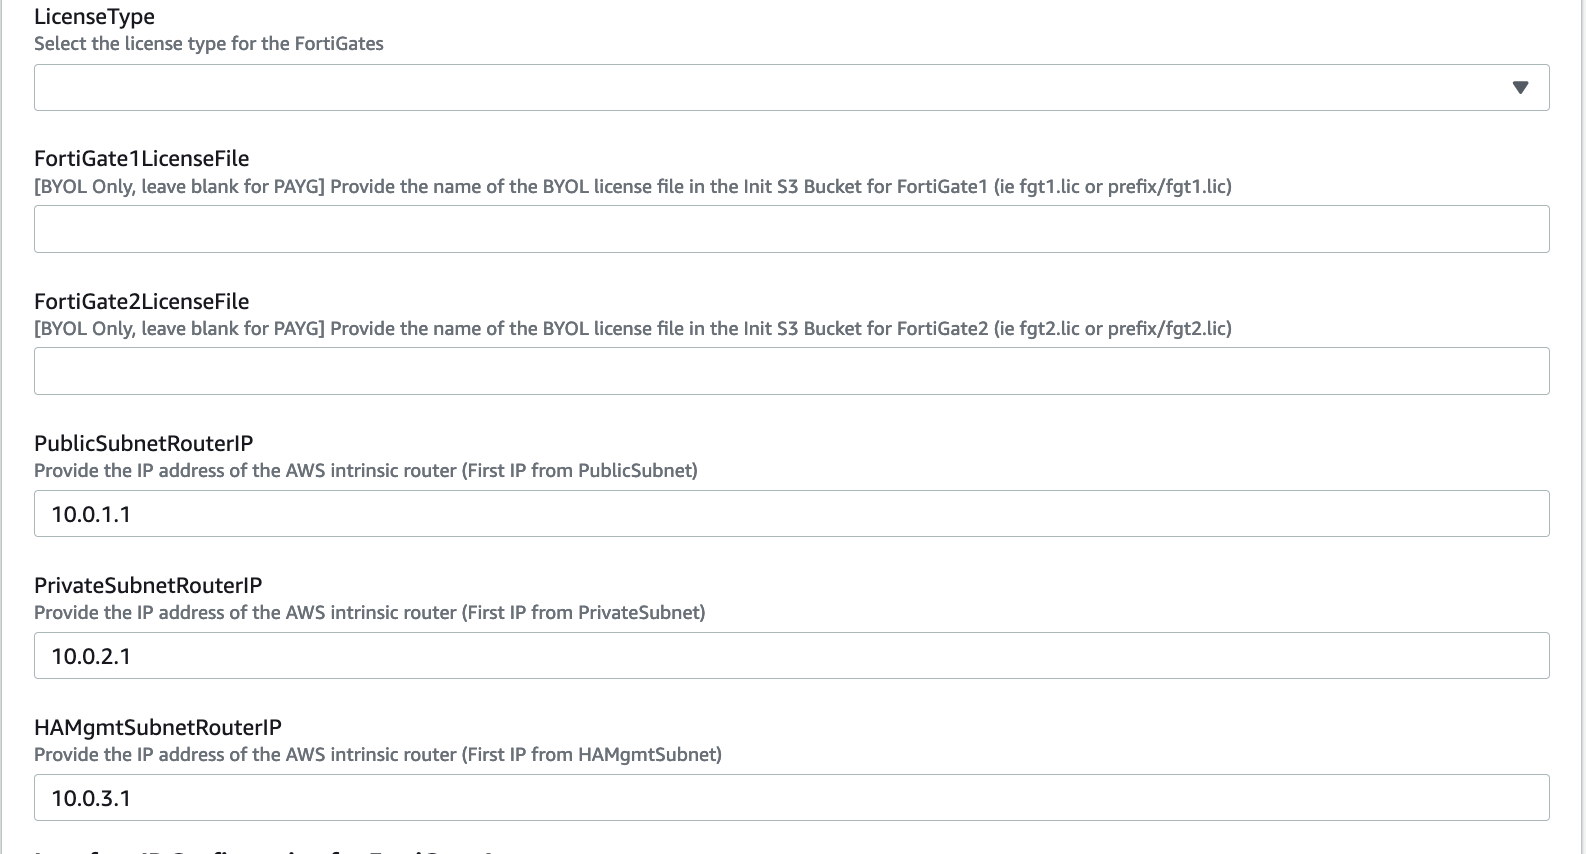 LicenseType
Select the license type for the FortiGates
FortiGate1LicenseFile
[BYOL Only, leave blank for PAYG] Provide the name of the BYOL license file in the Init S3 Bucket for FortiGate1 (ie fgt1.lic or prefix/fgt1.lic)
FortiGate2LicenseFile
[BYOL Only, leave blank for PAYG] Provide the name of the BYOL license file in the Init S3 Bucket for FortiGate2 (ie fgt2.lic or prefix/fgt2.lic)
PublicSubnetRouterIP
Provide the IP address of the AWS intrinsic router (First IP from PublicSubnet)
10.0.1.1
PrivateSubnetRouterIP
Provide the IP address of the AWS intrinsic router (First IP from PrivateSubnet)
10.0.2.1
HAMgmtSubnetRouterIP
Provide the IP address of the AWS intrinsic router (First IP from HAMgmtSubnet)
10.0.3.1